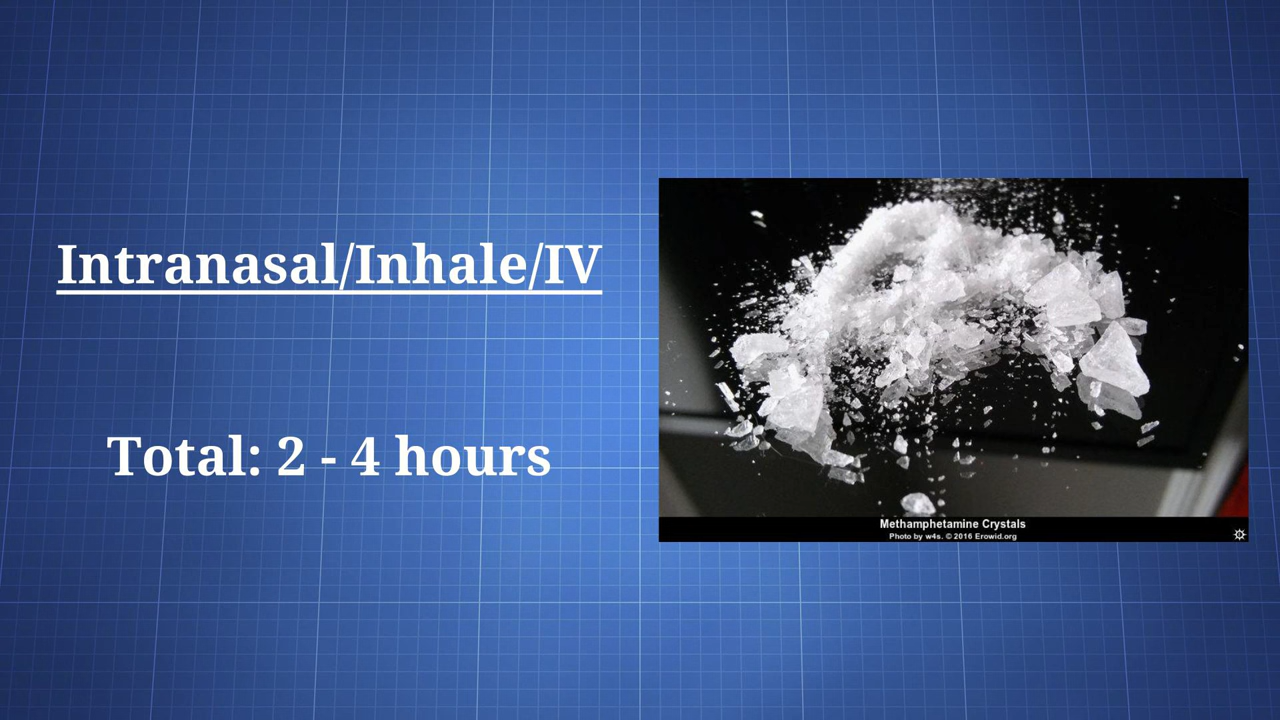 Intranasal/Inhale/IV
Total: 2 - 4 hours
Methamphetamine Crystals
Photo by w4s. © 2016 Erowid.org